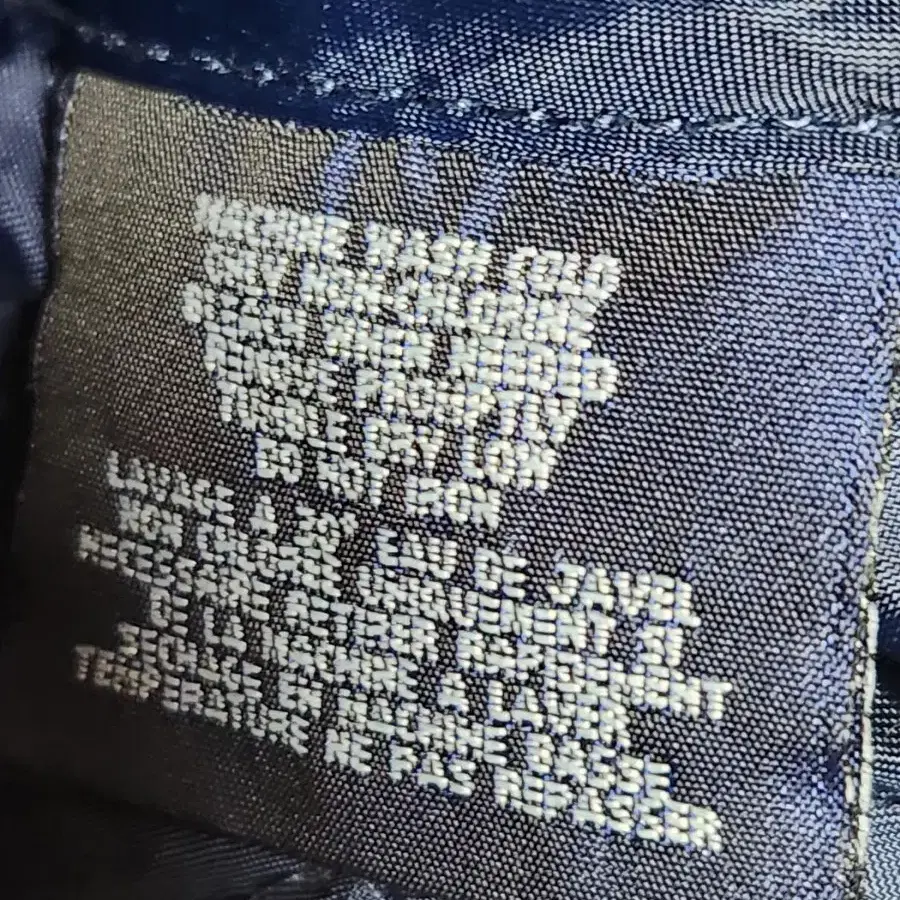 MACHINE WASH COLD
ONLY NON-CHLORINE
BLEACH WHEN NEEDED
REMOVE PROMPTLY
TUMBLE DRY LOW
DO NOT IRON
LAVABLE A 30° EAU DE JAVEL
NON CHLOREE UNIQUEMENT SI
NECESSAIRE RETIRER RAPIDEMENT
DE LA MACHINE A LAVER
SECHAGE EN MACHINE BASSE
TEMPERATURE NE PAS REPASSER